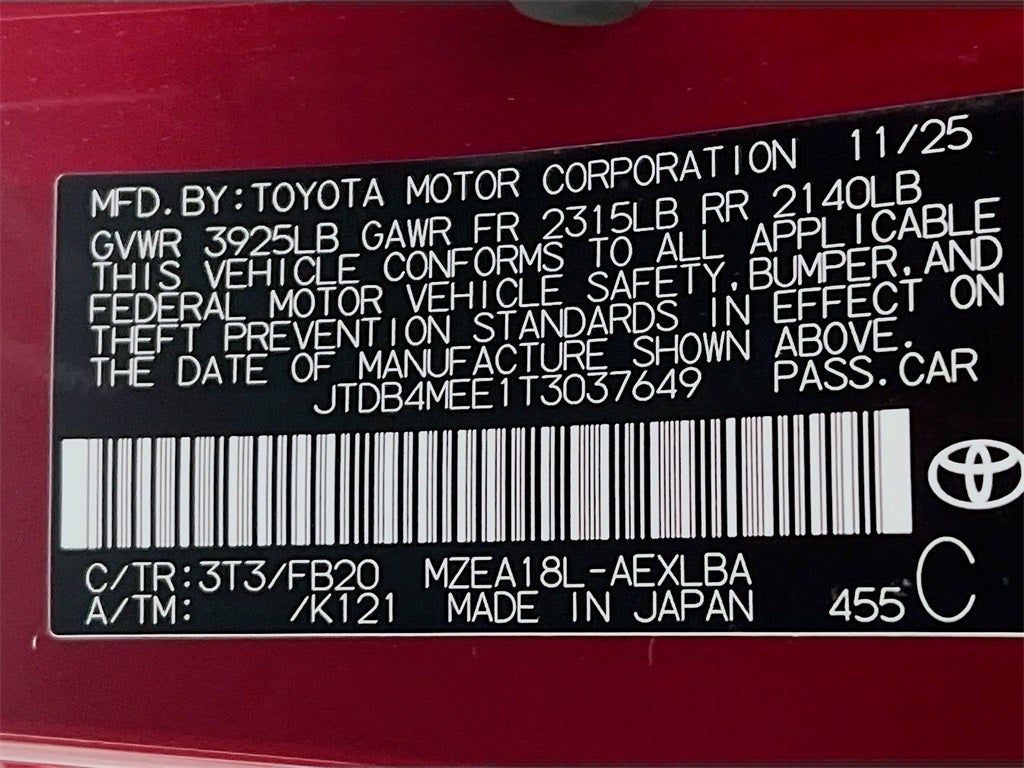 MFD.BY:TOYOTA MOTOR CORPORATION 11/25
GVWR 3925LB GAWR FR 2315LB RR 2140LB
THIS VEHICLE CONFORMS TO ALL APPLICABLE
FEDERAL MOTOR VEHICLE SAFETY,BUMPER,AND
THEFT PREVENTION STANDARDS IN EFFECT ON
THE DATE OF MANUFACTURE SHOWN ABOVE.
JTDB4MEE1T3037649 PASS.CAR
C/TR:3T3/FB20 MZEA18L-AEXLBA
A/TM: /K121 MADE IN JAPAN 455 C